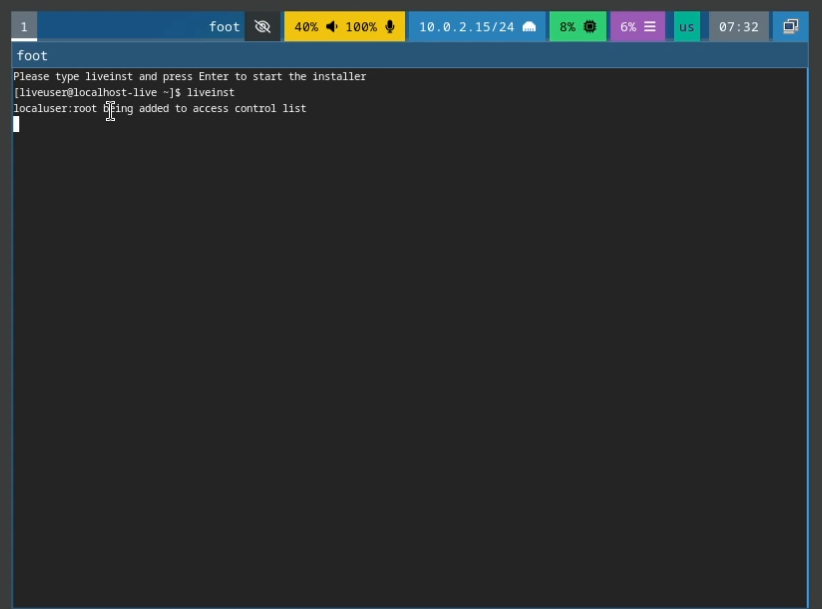 1 foot 40% 100% 10.0.2.15/24 8% 6% us 07:32
foot
Please type liveinst and press Enter to start the installer
[liveuser@localhost-live ~]$ liveinst
localuser:root being added to access control list